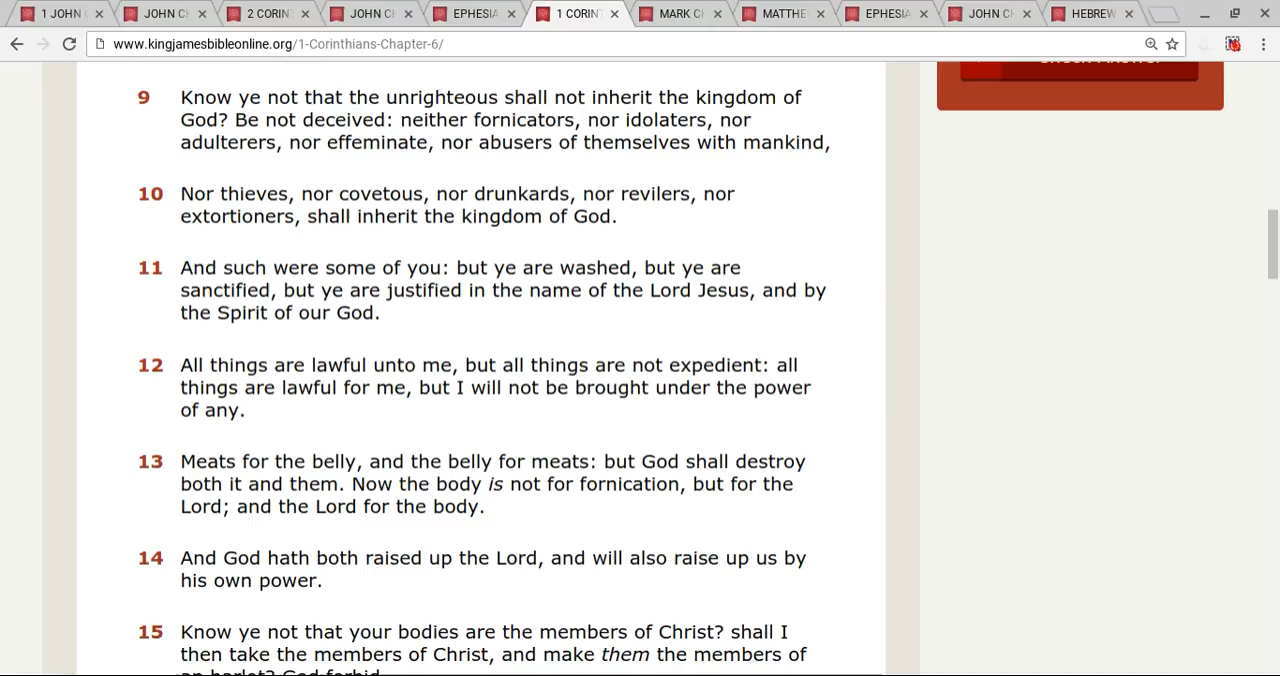 1 JOHN
JOHN CH
2 CORIN
JOHN CH
EPHESIA
1 CORIN
MARK C
MATTHE
EPHESIA
JOHN CH
HEBREW
www.kingjamesbibleonline.org/1-Corinthians-Chapter-6/
9 Know ye not that the unrighteous shall not inherit the kingdom of
God? Be not deceived: neither fornicators, nor idolaters, nor
adulterers, nor effeminate, nor abusers of themselves with mankind,
10 Nor thieves, nor covetous, nor drunkards, nor revilers, nor
extortioners, shall inherit the kingdom of God.
11 And such were some of you: but ye are washed, but ye are
sanctified, but ye are justified in the name of the Lord Jesus, and by
the Spirit of our God.
12 All things are lawful unto me, but all things are not expedient: all
things are lawful for me, but I will not be brought under the power
of any.
13 Meats for the belly, and the belly for meats: but God shall destroy
both it and them. Now the body is not for fornication, but for the
Lord; and the Lord for the body.
14 And God hath both raised up the Lord, and will also raise up us by
his own power.
15 Know ye not that your bodies are the members of Christ? shall I
then take the members of Christ, and make them the members of
an harlot? God forbid